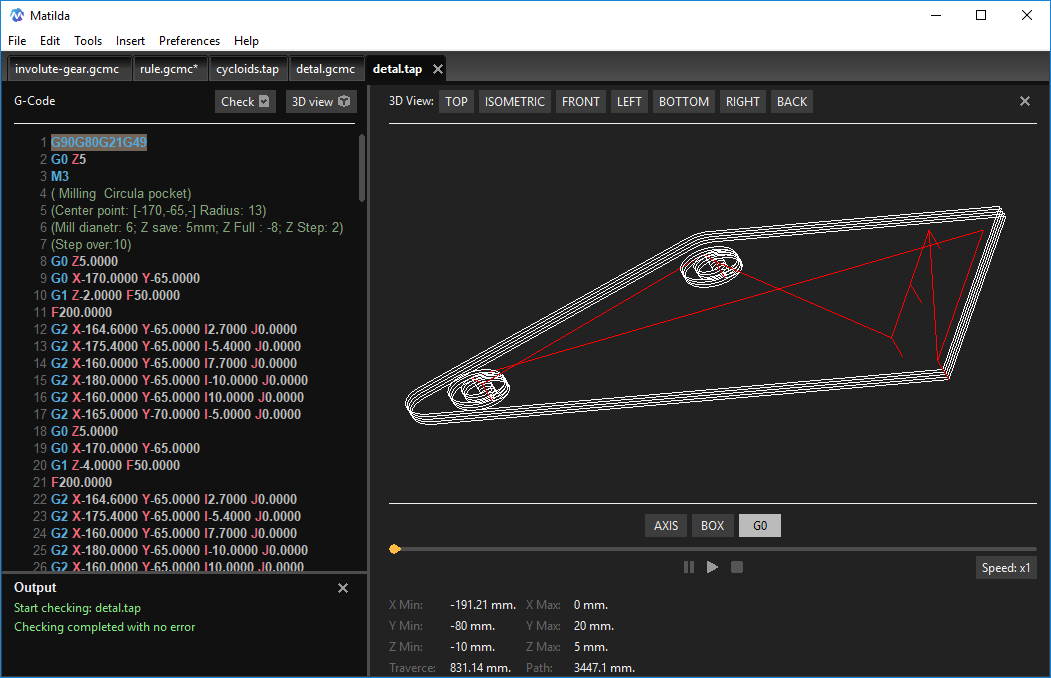 Matilda
File Edit Tools Insert Preferences Help
involute-gear.gcmc rule.gcmc* cycloids.tap detal.gcmc detal.tap
G-Code Check 3D view
1 G90G80G21G49
2 G0 Z5
3 M3
4 ( Milling Circula pocket)
5 (Center point: [-170,-65,-] Radius: 13)
6 (Mill dianetr: 6; Z save: 5mm; Z Full : -8; Z Step: 2)
7 (Step over:10)
8 G0 Z5.0000
9 G0 X-170.0000 Y-65.0000
10 G1 Z-2.0000 F50.0000
11 F200.0000
12 G2 X-164.6000 Y-65.0000 I2.7000 J0.0000
13 G2 X-175.4000 Y-65.0000 I-5.4000 J0.0000
14 G2 X-160.0000 Y-65.0000 I7.7000 J0.0000
15 G2 X-180.0000 Y-65.0000 I-10.0000 J0.0000
16 G2 X-160.0000 Y-65.0000 I10.0000 J0.0000
17 G2 X-165.0000 Y-70.0000 I-5.0000 J0.0000
18 G0 Z5.0000
19 G0 X-170.0000 Y-65.0000
20 G1 Z-4.0000 F50.0000
21 F200.0000
22 G2 X-164.6000 Y-65.0000 I2.7000 J0.0000
23 G2 X-175.4000 Y-65.0000 I-5.4000 J0.0000
24 G2 X-160.0000 Y-65.0000 I7.7000 J0.0000
25 G2 X-180.0000 Y-65.0000 I-10.0000 J0.0000
26 G2 X-160.0000 Y-65.0000 I10.0000 J0.0000
Output
Start checking: detal.tap
Checking completed with no error
3D View: TOP ISOMETRIC FRONT LEFT BOTTOM RIGHT BACK
AXIS BOX G0
Speed: x1
X Min: -191.21 mm. X Max: 0 mm.
Y Min: -80 mm. Y Max: 20 mm.
Z Min: -10 mm. Z Max: 5 mm.
Traverce: 831.14 mm. Path: 3447.1 mm.